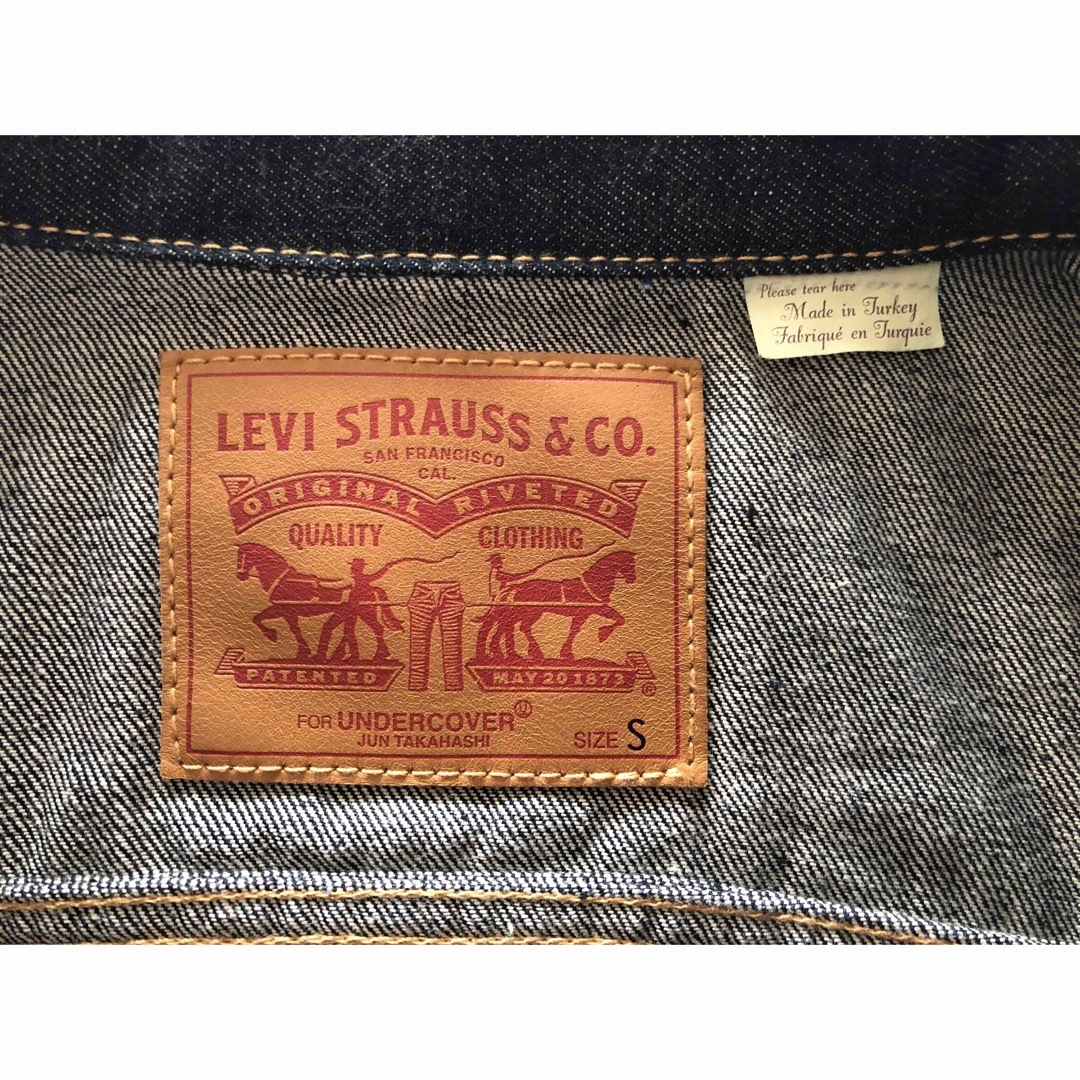 Please tear here
Made in Turkey
Fabriqué en Turquie
LEVI STRAUSS & CO.
SAN FRANCISCO
CAL.
ORIGINAL RIVETED
QUALITY CLOTHING
PATENTED MAY 20 1873
®
FOR UNDERCOVER
JUN TAKAHASHI
SIZE S